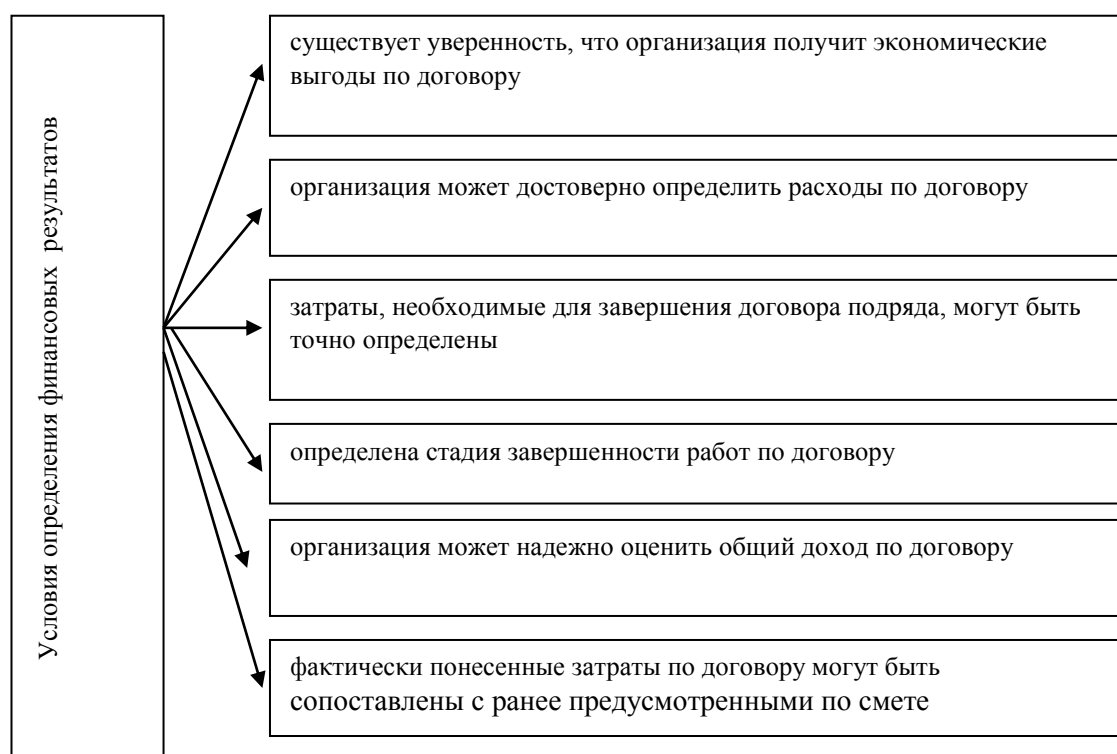 Условия определения финансовых результатов
существует уверенность, что организация получит экономические
выгоды по договору
организация может достоверно определить расходы по договору
затраты, необходимые для завершения договора подряда, могут быть
точно определены
определена стадия завершенности работ по договору
организация может надежно оценить общий доход по договору
фактически понесенные затраты по договору могут быть
сопоставлены с ранее предусмотренными по смете